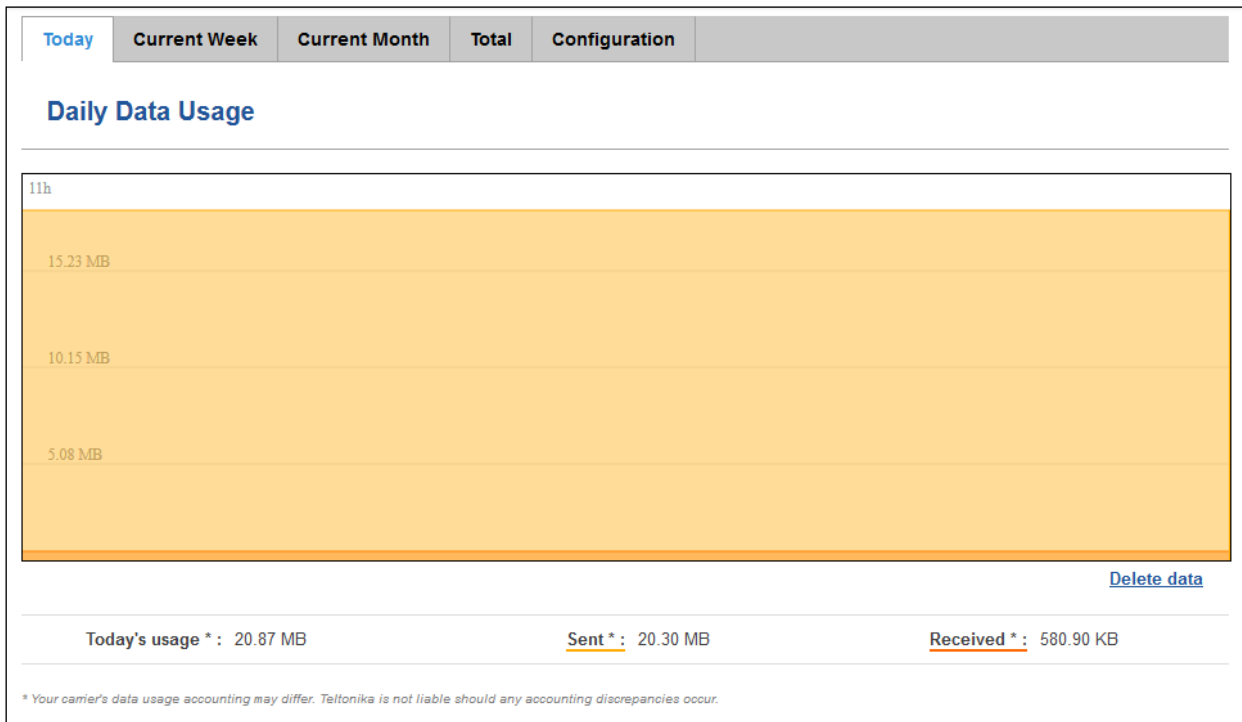 Today Current Week Current Month Total Configuration
Daily Data Usage
11h
15.23 MB
10.15 MB
5.08 MB
Delete data
Today's usage * : 20.87 MB Sent * : 20.30 MB Received * : 580.90 KB
* Your carrier's data usage accounting may differ. Teltonika is not liable should any accounting discrepancies occur.